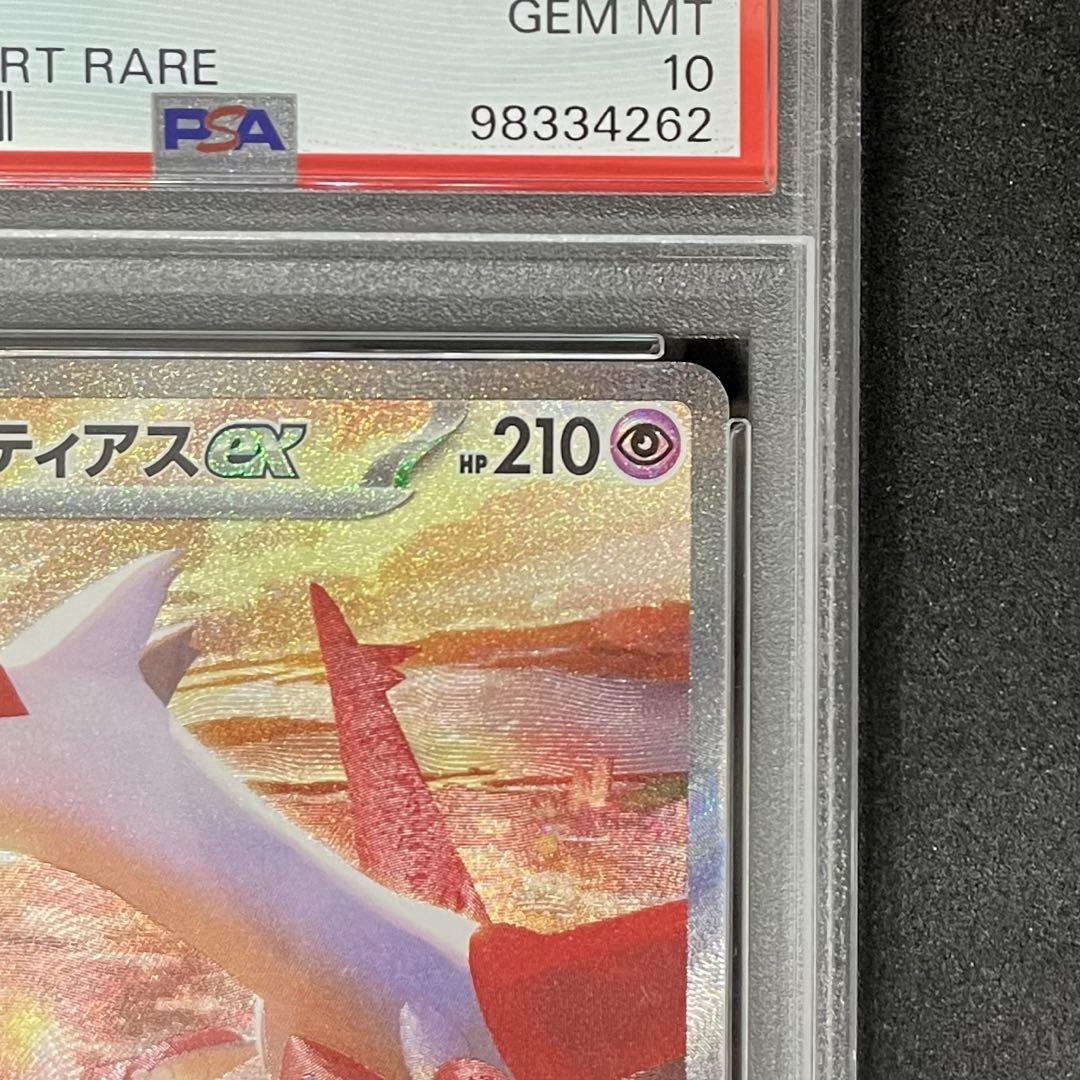 GEM MT
RT RARE
10
PSA
98334262
ティアスex
HP 210